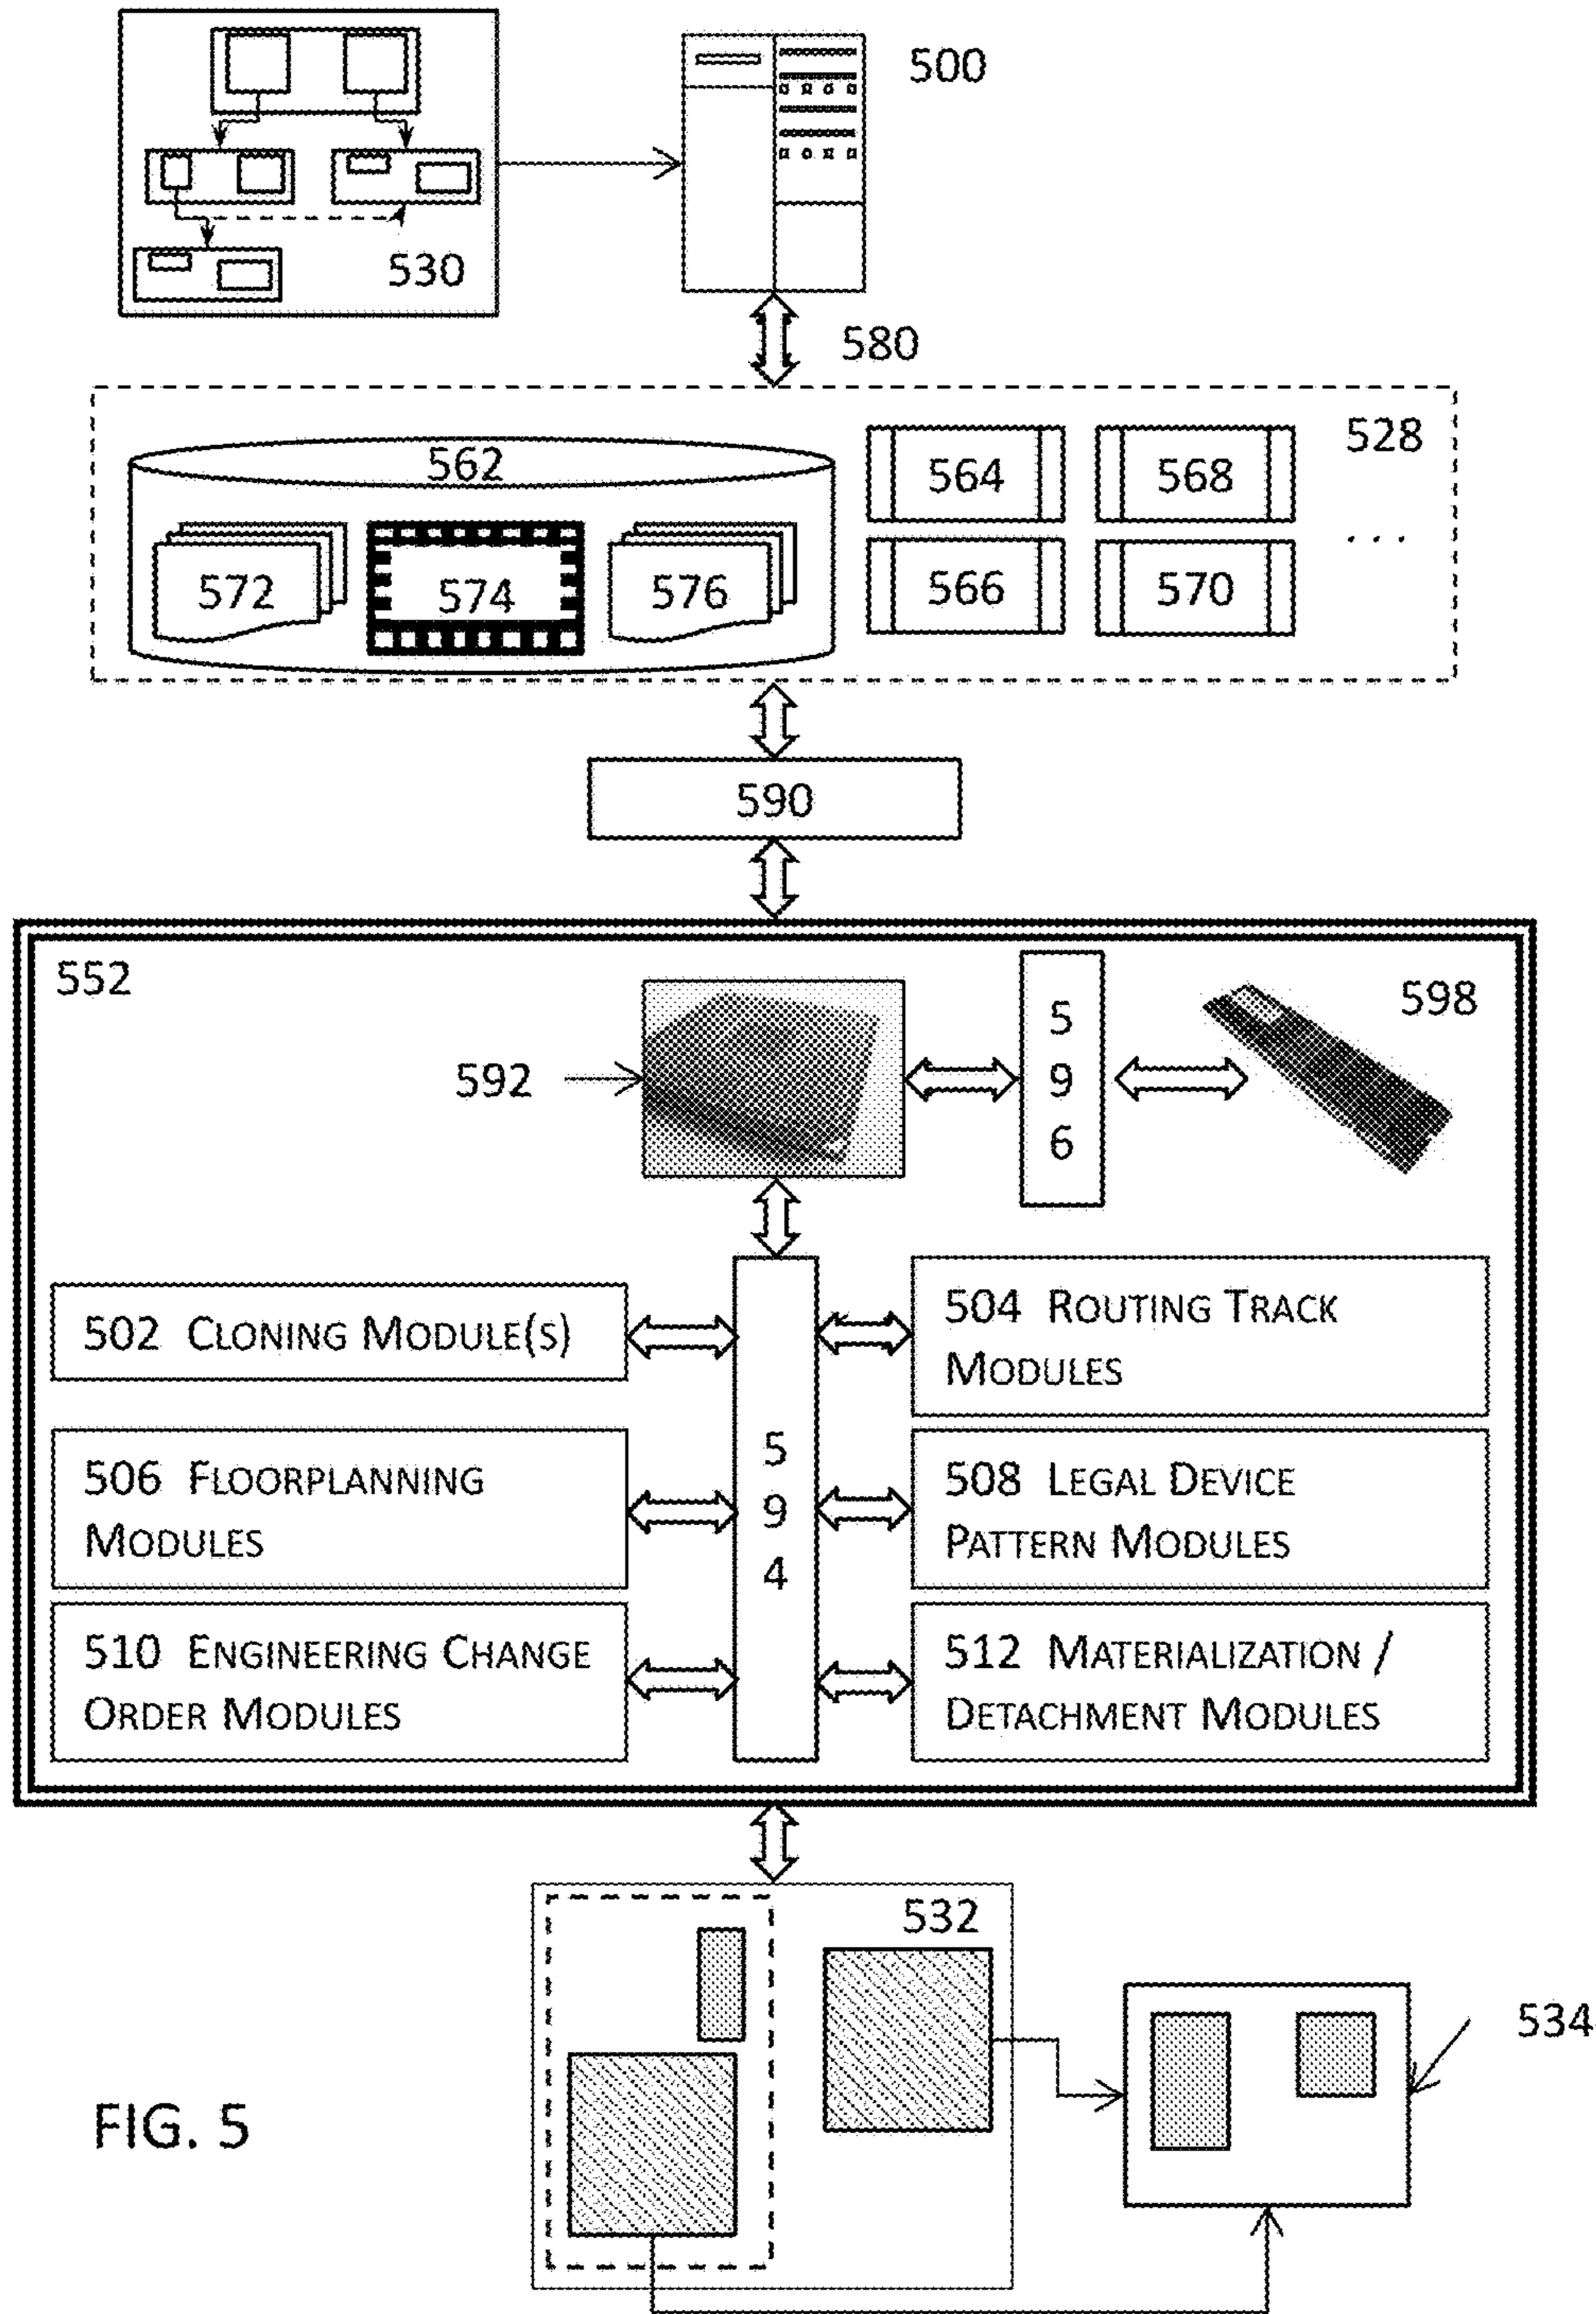 500
530
580
528
562
564 568
572 574 576
566 570 ...
590
552
598
592
5
9
6
502 CLONING MODULE(S)
504 ROUTING TRACK
MODULES
506 FLOORPLANNING
MODULES
5
9
4
508 LEGAL DEVICE
PATTERN MODULES
510 ENGINEERING CHANGE
ORDER MODULES
512 MATERIALIZATION /
DETACHMENT MODULES
532
534
FIG. 5